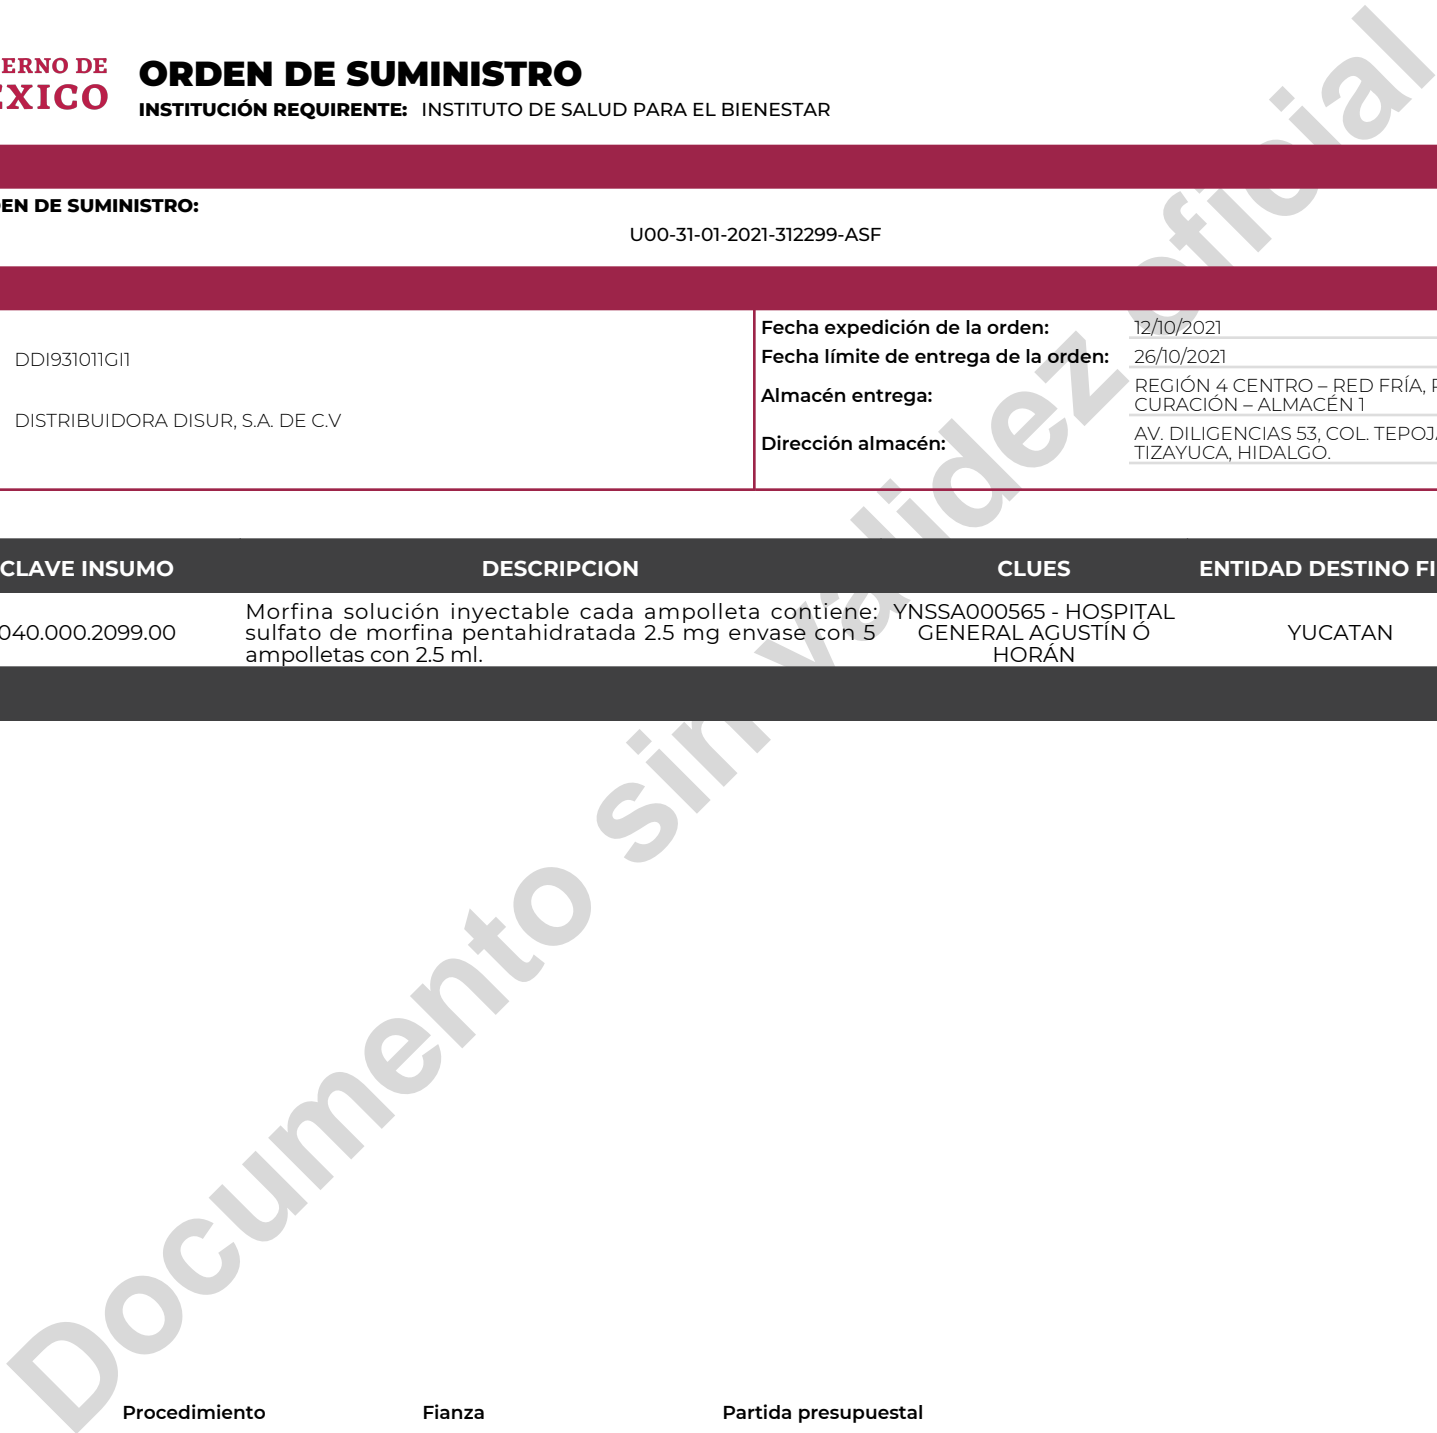 ERNO DE
ÉXICO
ORDEN DE SUMINISTRO
INSTITUCIÓN REQUIRENTE: INSTITUTO DE SALUD PARA EL BIENESTAR
EN DE SUMINISTRO:
U00-31-01-2021-312299-ASF
DDI931011GI1
DISTRIBUIDORA DISUR, S.A. DE C.V
Fecha expedición de la orden: 12/10/2021
Fecha límite de entrega de la orden: 26/10/2021
Almacén entrega: REGIÓN 4 CENTRO – RED FRÍA,
CURACIÓN – ALMACÉN 1
Dirección almacén: AV. DILIGENCIAS 53, COL. TEPOJ
TIZAYUCA, HIDALGO.
CLAVE INSUMO DESCRIPCION CLUES ENTIDAD DESTINO FI
040.000.2099.00
Morfina solución inyectable cada ampolleta contiene:
sulfato de morfina pentahidratada 2.5 mg envase con 5
ampolletas con 2.5 ml.
YNSSA000565 - HOSPITAL
GENERAL AGUSTÍN Ó
HORÁN
YUCATAN
Documento sin validez oficial
Procedimiento Fianza Partida presupuestal